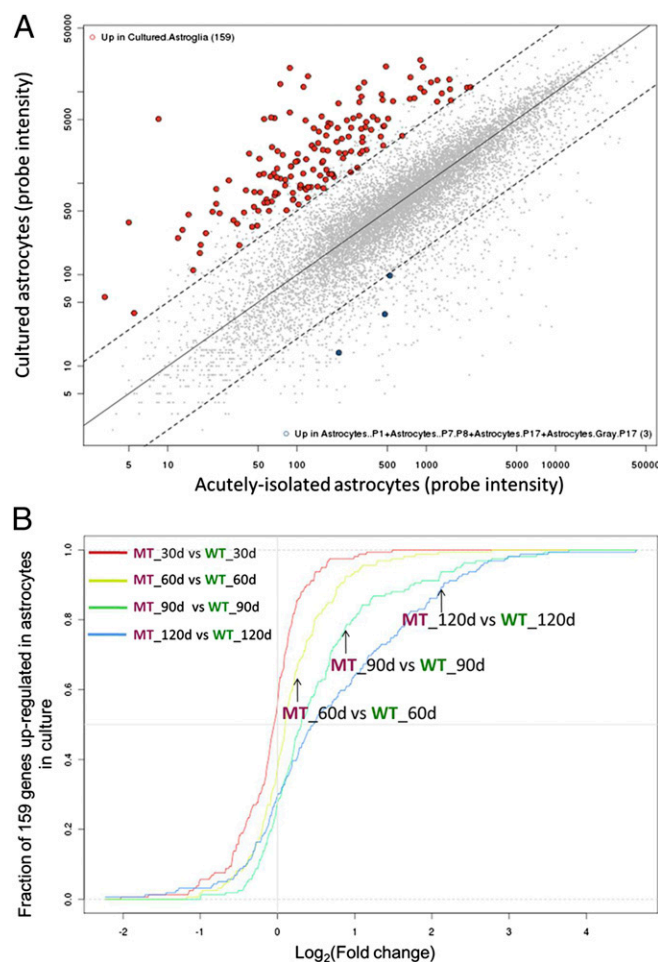 A
Up in Cultured.Astroglia (159)
Cultured astrocytes (probe intensity)
50000
5000
500
100
50
10
5
Up in Astrocytes..P1+Astrocytes..P7.P8+Astrocytes.P17+Astrocytes.Gray.P17 (3)
5 10 50 100 500 1000 5000 10000 50000
Acutely-isolated astrocytes (probe intensity)
B
Fraction of 159 genes up-regulated in astrocytes
in culture
1.0
0.8
0.6
0.4
0.2
0.0
MT_30d vs WT_30d
MT_60d vs WT_60d
MT_90d vs WT_90d
MT_120d vs WT_120d
MT_120d vs WT_120d
MT_90d vs WT_90d
MT_60d vs WT_60d
-2 -1 0 1 2 3 4
Log2(Fold change)